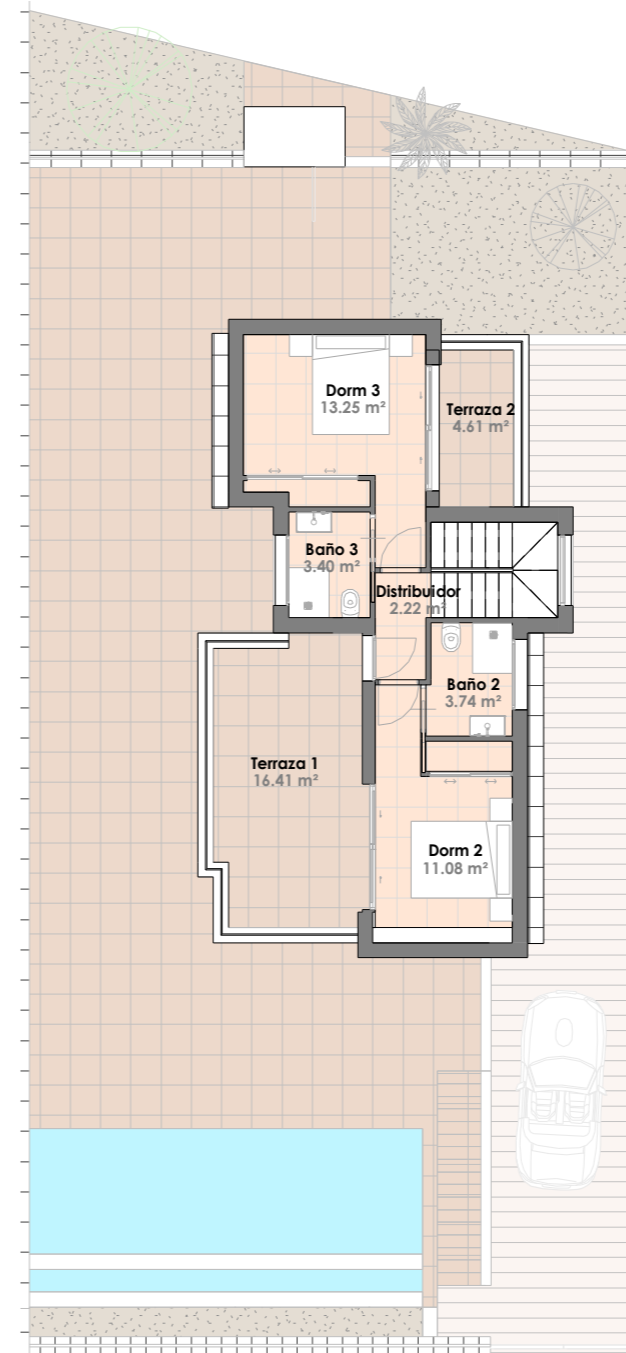 Dorm 3
13.25 m²
Terraza 2
4.61 m²
Baño 3
3.40 m²
Distribuidor
2.22 m²
Baño 2
3.74 m²
Terraza 1
16.41 m²
Dorm 2
11.08 m²